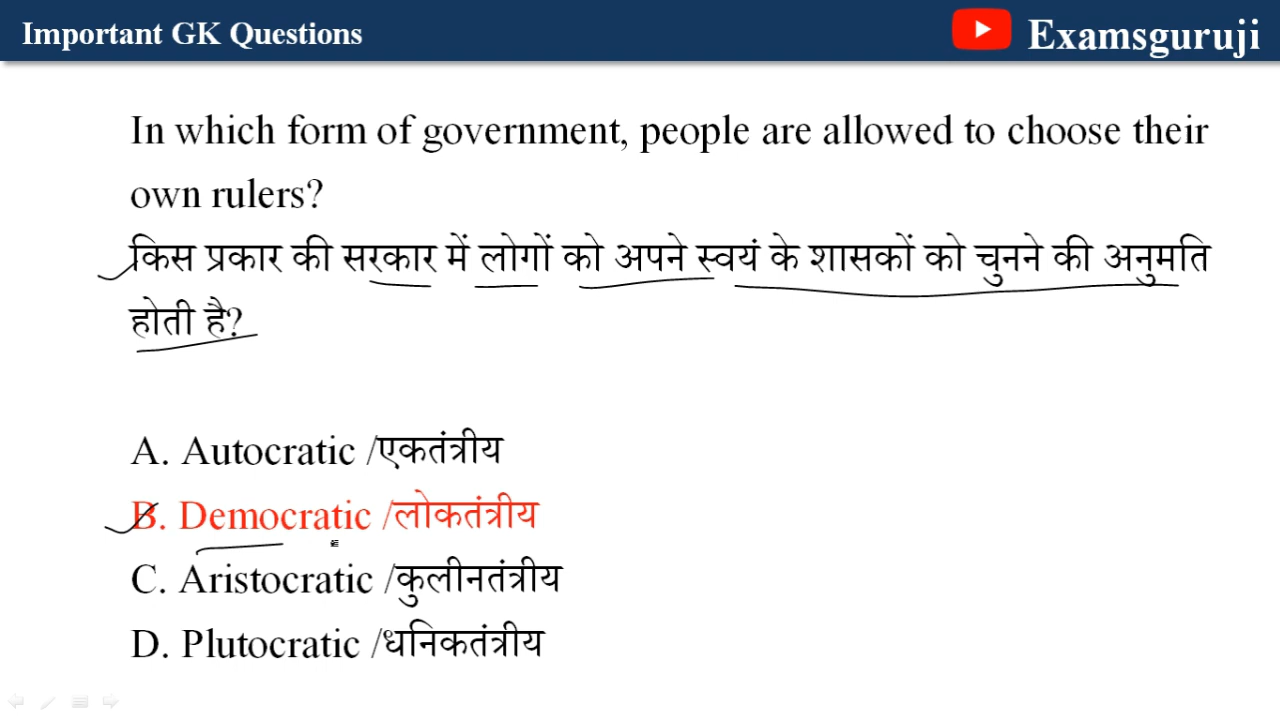 Important GK Questions
Examsguruji
In which form of government, people are allowed to choose their
own rulers?
किस प्रकार की सरकार में लोगों को अपने स्वयं के शासकों को चुनने की अनुमति
होती है?
A. Autocratic /एकतंत्रीय
B. Democratic /लोकतंत्रीय
C. Aristocratic /कुलीनतंत्रीय
D. Plutocratic /धनिकतंत्रीय